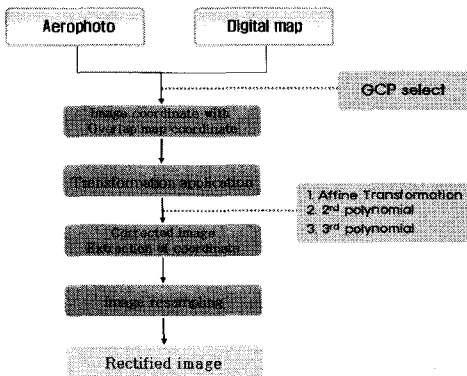 Aerophoto
Digital map
GCP select
Image coordinate with
Overlap map coordinate
Transformation application
1. Affine Transformation
2. 2nd polynomial
3. 3rd polynomial
Corrected image
Extraction of coordinate
Image resampling
Rectified image